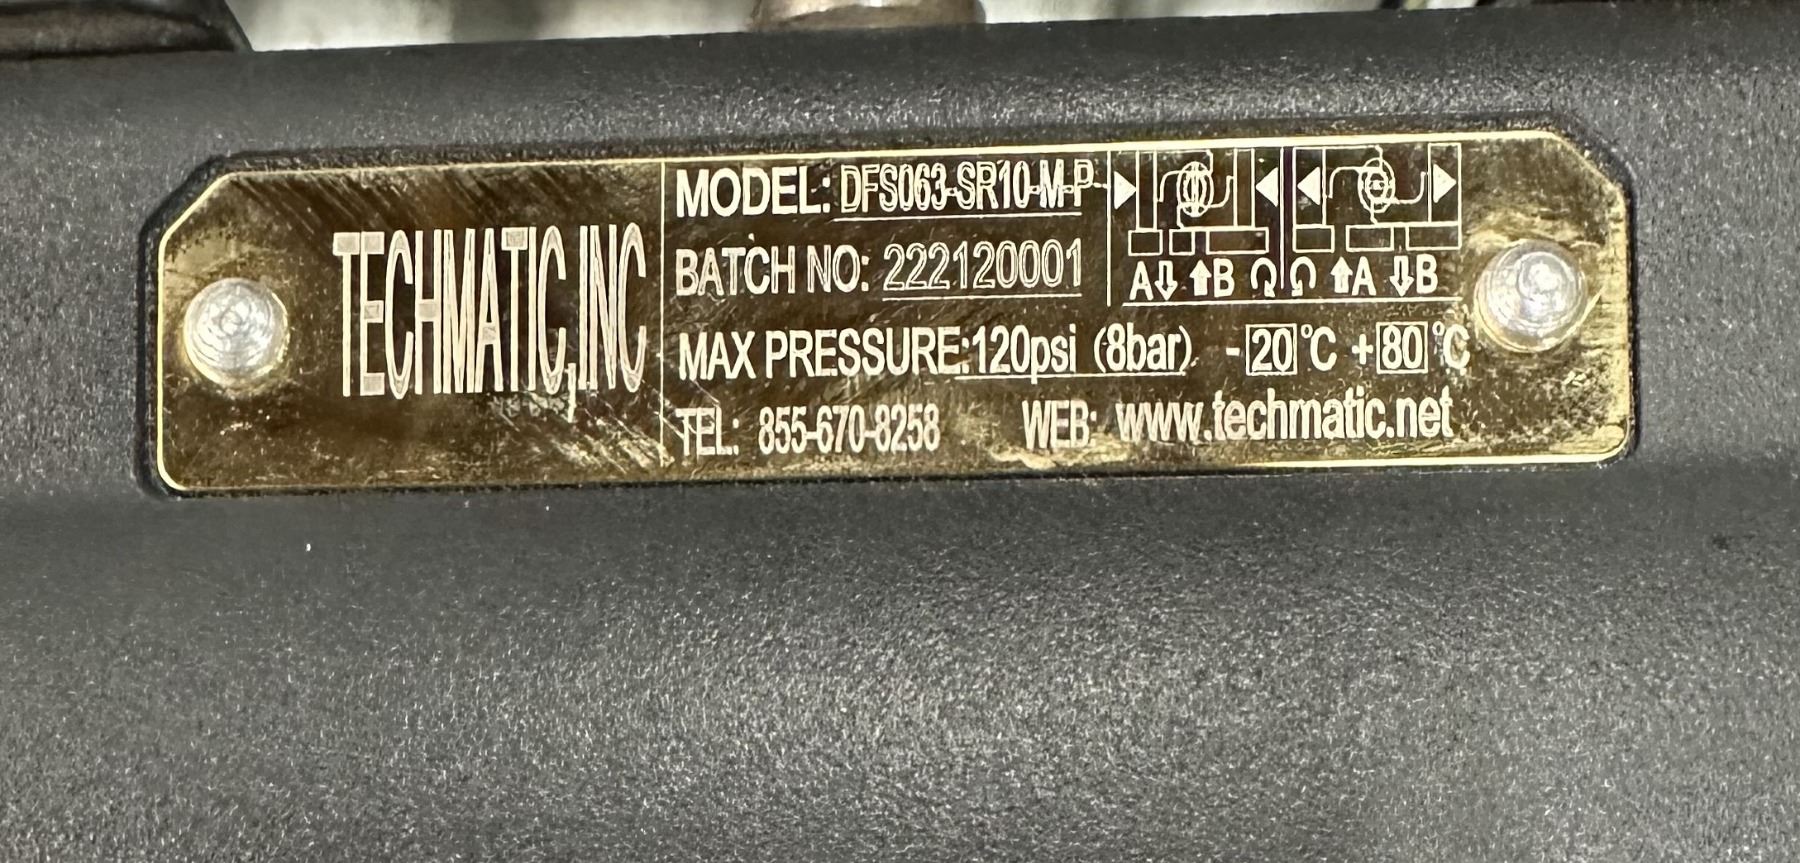 TECHMATIC,INC
MODEL: DFS063-SR10-M-P
BATCH NO: 222120001
A⇩ ⇧B ⇧A ⇩B
MAX PRESSURE:120psi (8bar) -20°C +80°C
TEL: 855-670-8258 WEB: www.techmatic.net